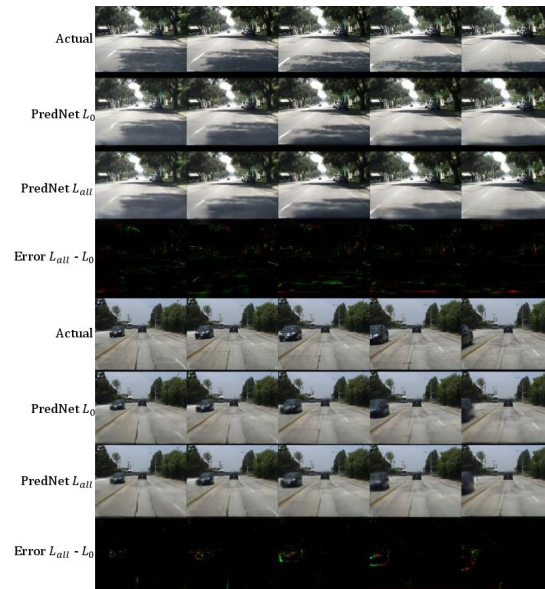 Actual
PredNet L₀
PredNet Lₐₗₗ
Error Lₐₗₗ - L₀
Actual
PredNet L₀
PredNet Lₐₗₗ
Error Lₐₗₗ - L₀